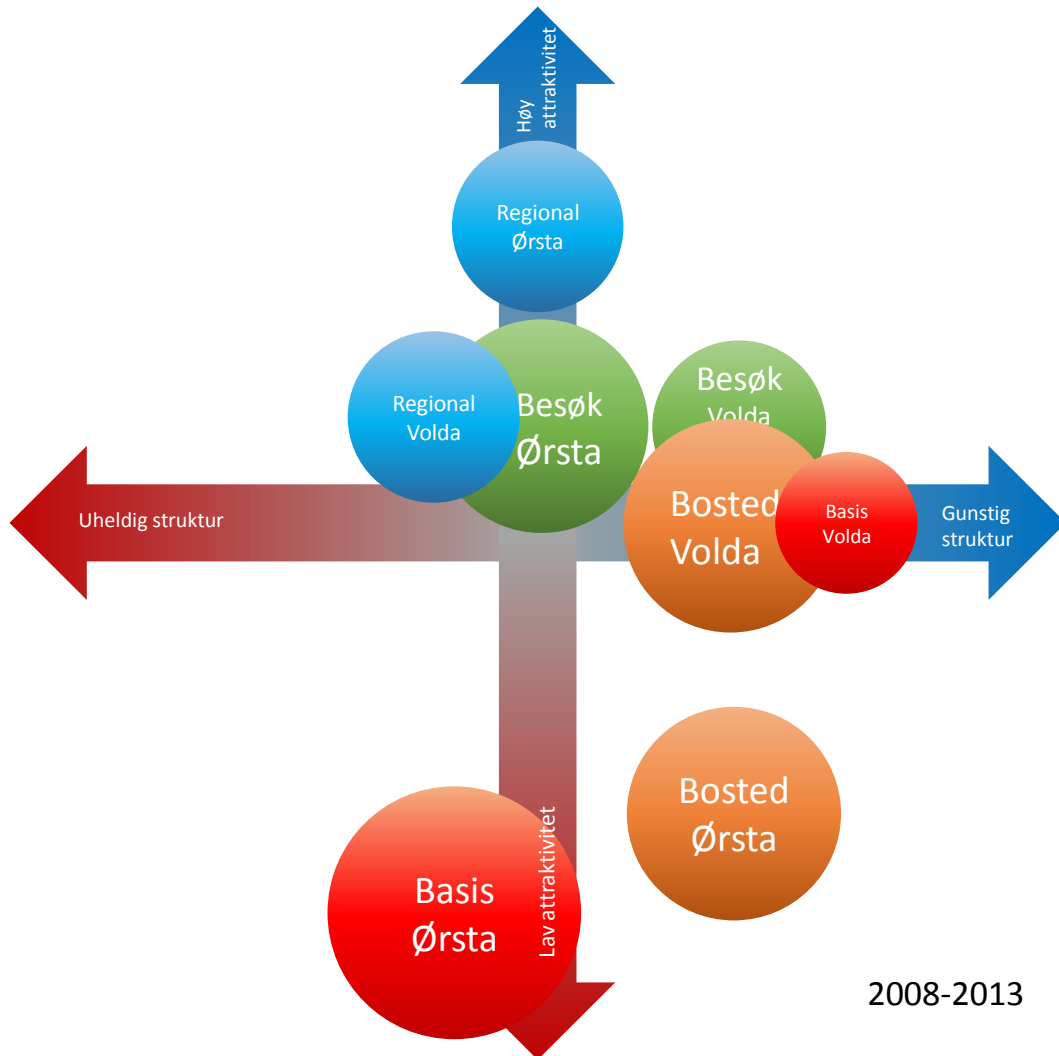 Høy
attraktivitet
Regional
Ørsta
Regional
Volda
Besøk
Ørsta
Besøk
Volda
Uheldig struktur
Bosted
Volda
Basis
Volda
Gunstig
struktur
Bosted
Ørsta
Basis
Ørsta
Lav attraktivitet
2008-2013